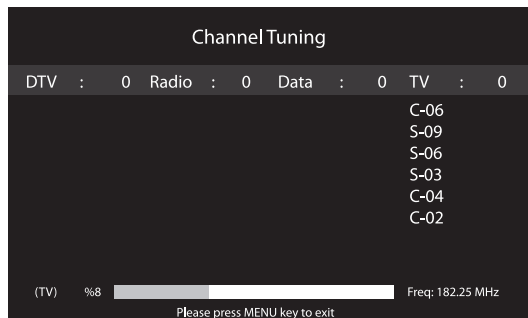 Channel Tuning
DTV : 0 Radio : 0 Data : 0 TV : 0
C-06
S-09
S-06
S-03
C-04
C-02
(TV) %8 Freq: 182.25 MHz
Please press MENU key to exit